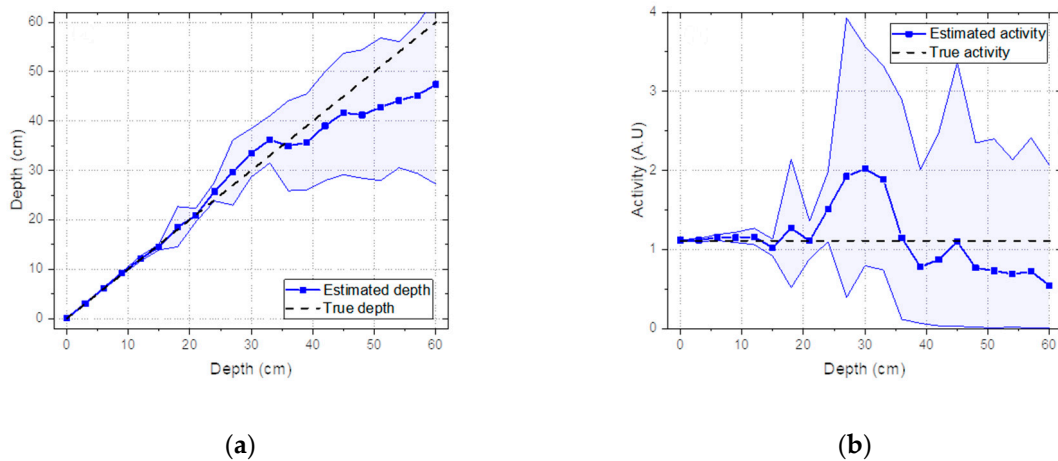 60
50
40
30
20
10
0
Depth (cm)
Estimated depth
True depth
0 10 20 30 40 50 60
Depth (cm)
(a)
4
3
2
1
0
Activity (A.U)
Estimated activity
True activity
0 10 20 30 40 50 60
Depth (cm)
(b)